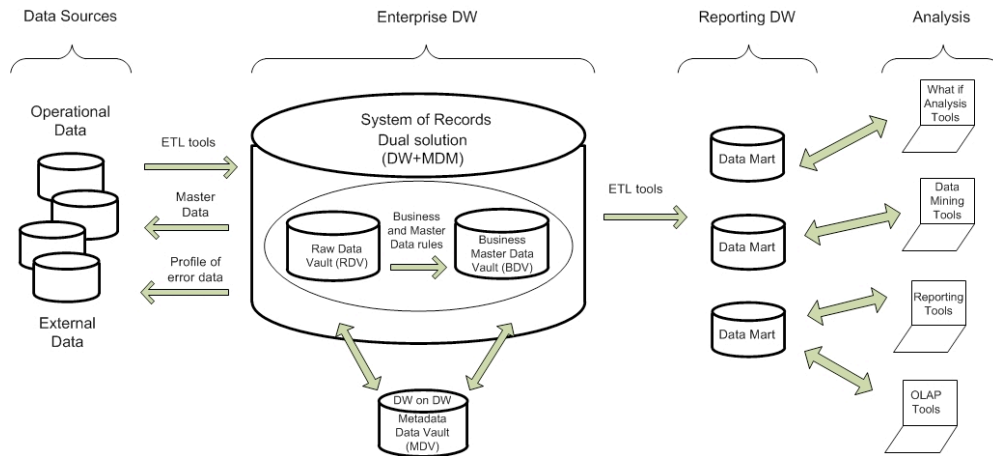 Data Sources
Enterprise DW
Reporting DW
Analysis
Operational
Data
External
Data
ETL tools
Master
Data
Profile of
error data
System of Records
Dual solution
(DW+MDM)
Raw Data
Vault (RDV)
Business
and Master
Data rules
Business
Master Data
Vault (BDV)
DW on DW
Metadata
Data Vault
(MDV)
ETL tools
Data Mart
Data Mart
Data Mart
What if
Analysis
Tools
Data
Mining
Tools
Reporting
Tools
OLAP
Tools